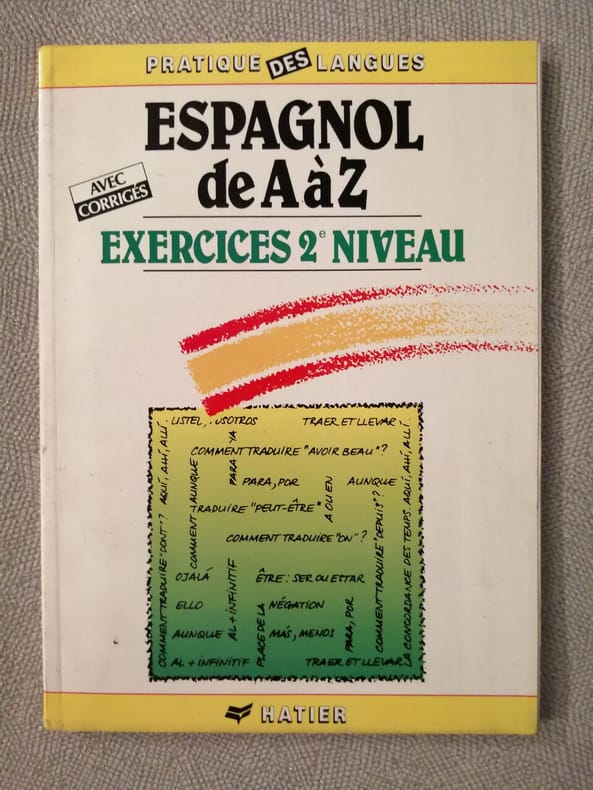 PRATIQUE DES LANGUES
ESPAGNOL
de A à Z
AVEC
CORRIGÉS
EXERCICES 2e NIVEAU
TRAER ET LLEVAR
COMMENT TRADUIRE "AVOIR BEAU"?
PARA YA
PARA, POR
AUNQUE
TRADUIRE "PEUT-ÊTRE"
A OU EN
COMMENT TRADUIRE "ON"?
OJALÁ
ÊTRE: SER OU ESTAR
ELLO
NÉGATION
AUNQUE
MÁS, MENOS
AL + INFINITIF
TRAER ET LLEVAR
COMMENT TRADUIRE "DONT"? AQUÍ, AHÍ, ALLÍ
COMMENT AUNQUE
AL + INFINITIF
PLACE DE LA
PARA, POR
COMMENT TRADUIRE "DEPUIS"?
LA CONCORDANCE DES TEMPS. AQUÍ, AHÍ, ALLÍ
HATIER